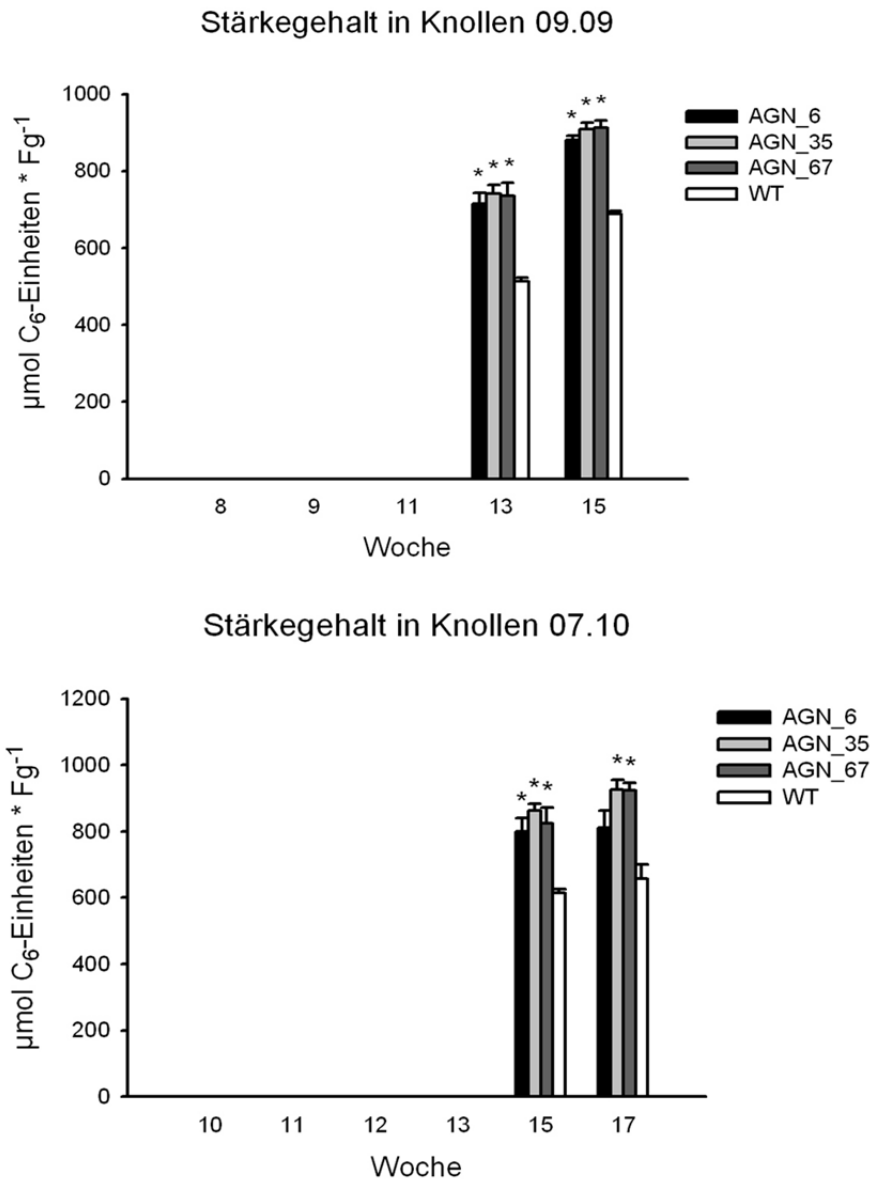 Stärkegehalt in Knollen 09.09
µmol C6-Einheiten * Fg-1
1000
800
600
400
200
0
* * *
* * *
8 9 11 13 15
Woche
AGN_6
AGN_35
AGN_67
WT
Stärkegehalt in Knollen 07.10
µmol C6-Einheiten * Fg-1
1200
1000
800
600
400
200
0
* * *
* *
10 11 12 13 15 17
Woche
AGN_6
AGN_35
AGN_67
WT